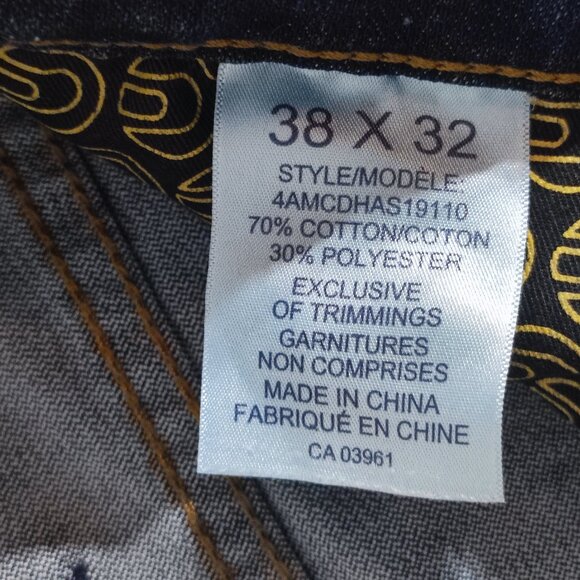 38 X 32
STYLE/MODÈLE:
4AMCDHAS19110
70% COTTON/COTON
30% POLYESTER
EXCLUSIVE
OF TRIMMINGS
GARNITURES
NON COMPRISES
MADE IN CHINA
FABRIQUÉ EN CHINE
CA 03961